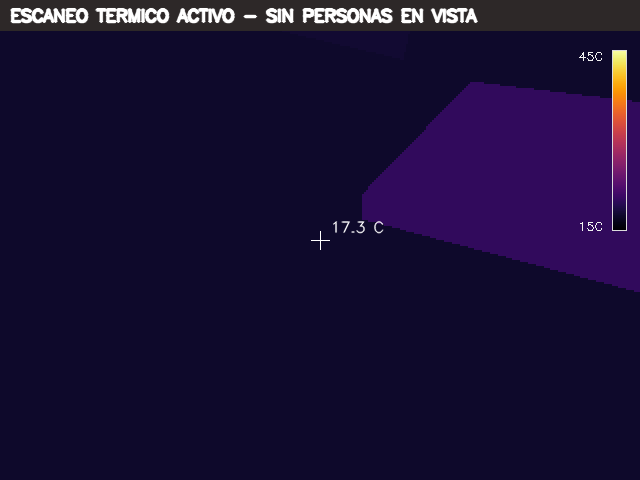 ESCANEO TERMICO ACTIVO - SIN PERSONAS EN VISTA
45C
17.3 C
15C